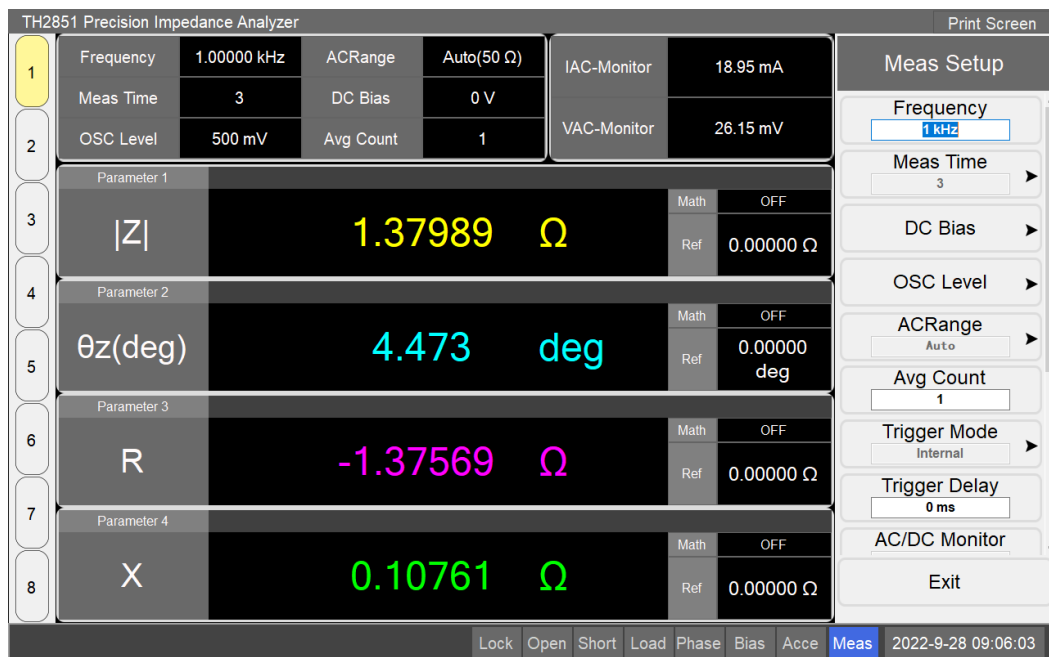 TH2851 Precision Impedance Analyzer
Print Screen
1
2
3
4
5
6
7
8
Frequency 1.00000 kHz ACRange Auto(50 Ω)
Meas Time 3 DC Bias 0 V
OSC Level 500 mV Avg Count 1
IAC-Monitor 18.95 mA
VAC-Monitor 26.15 mV
Parameter 1
|Z| 1.37989 Ω
Math OFF
Ref 0.00000 Ω
Parameter 2
θz(deg) 4.473 deg
Math OFF
Ref 0.00000
deg
Parameter 3
R -1.37569 Ω
Math OFF
Ref 0.00000 Ω
Parameter 4
X 0.10761 Ω
Math OFF
Ref 0.00000 Ω
Meas Setup
Frequency
1 kHz
Meas Time
3
DC Bias
OSC Level
ACRange
Auto
Avg Count
1
Trigger Mode
Internal
Trigger Delay
0 ms
AC/DC Monitor
Exit
Lock Open Short Load Phase Bias Acce Meas 2022-9-28 09:06:03